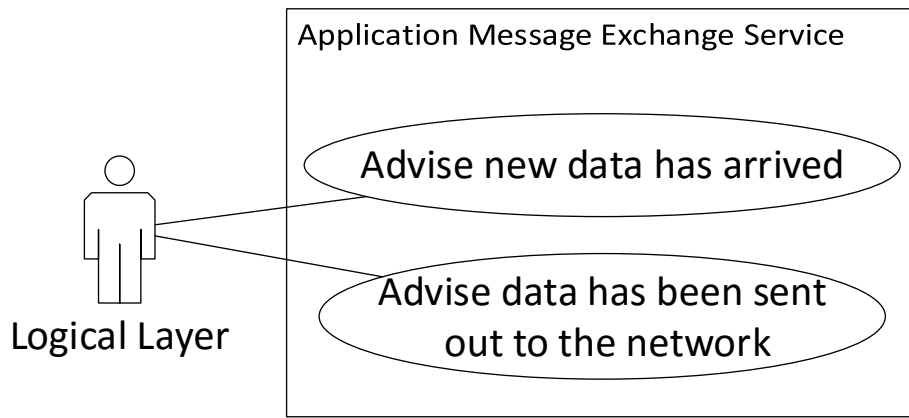 Application Message Exchange Service
Advise new data has arrived
Advise data has been sent
out to the network
Logical Layer